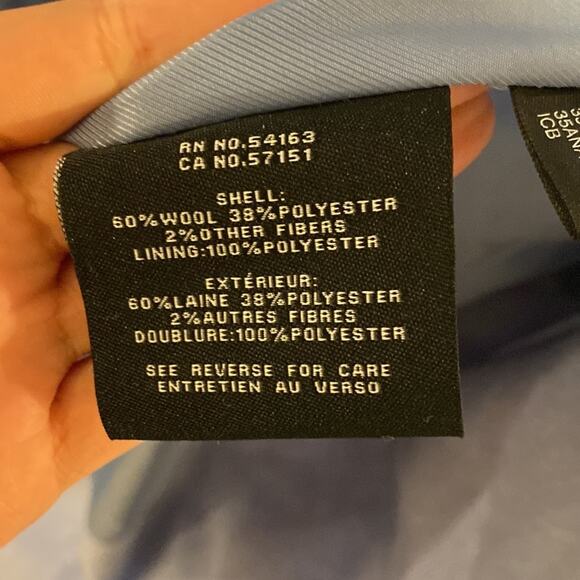 RN NO.54163
CA NO.57151
SHELL:
60%WOOL 38%POLYESTER
2%OTHER FIBERS
LINING:100%POLYESTER
EXTÉRIEUR:
60%LAINE 38%POLYESTER
2%AUTRES FIBRES
DOUBLURE:100%POLYESTER
SEE REVERSE FOR CARE
ENTRETIEN AU VERSO
ICB